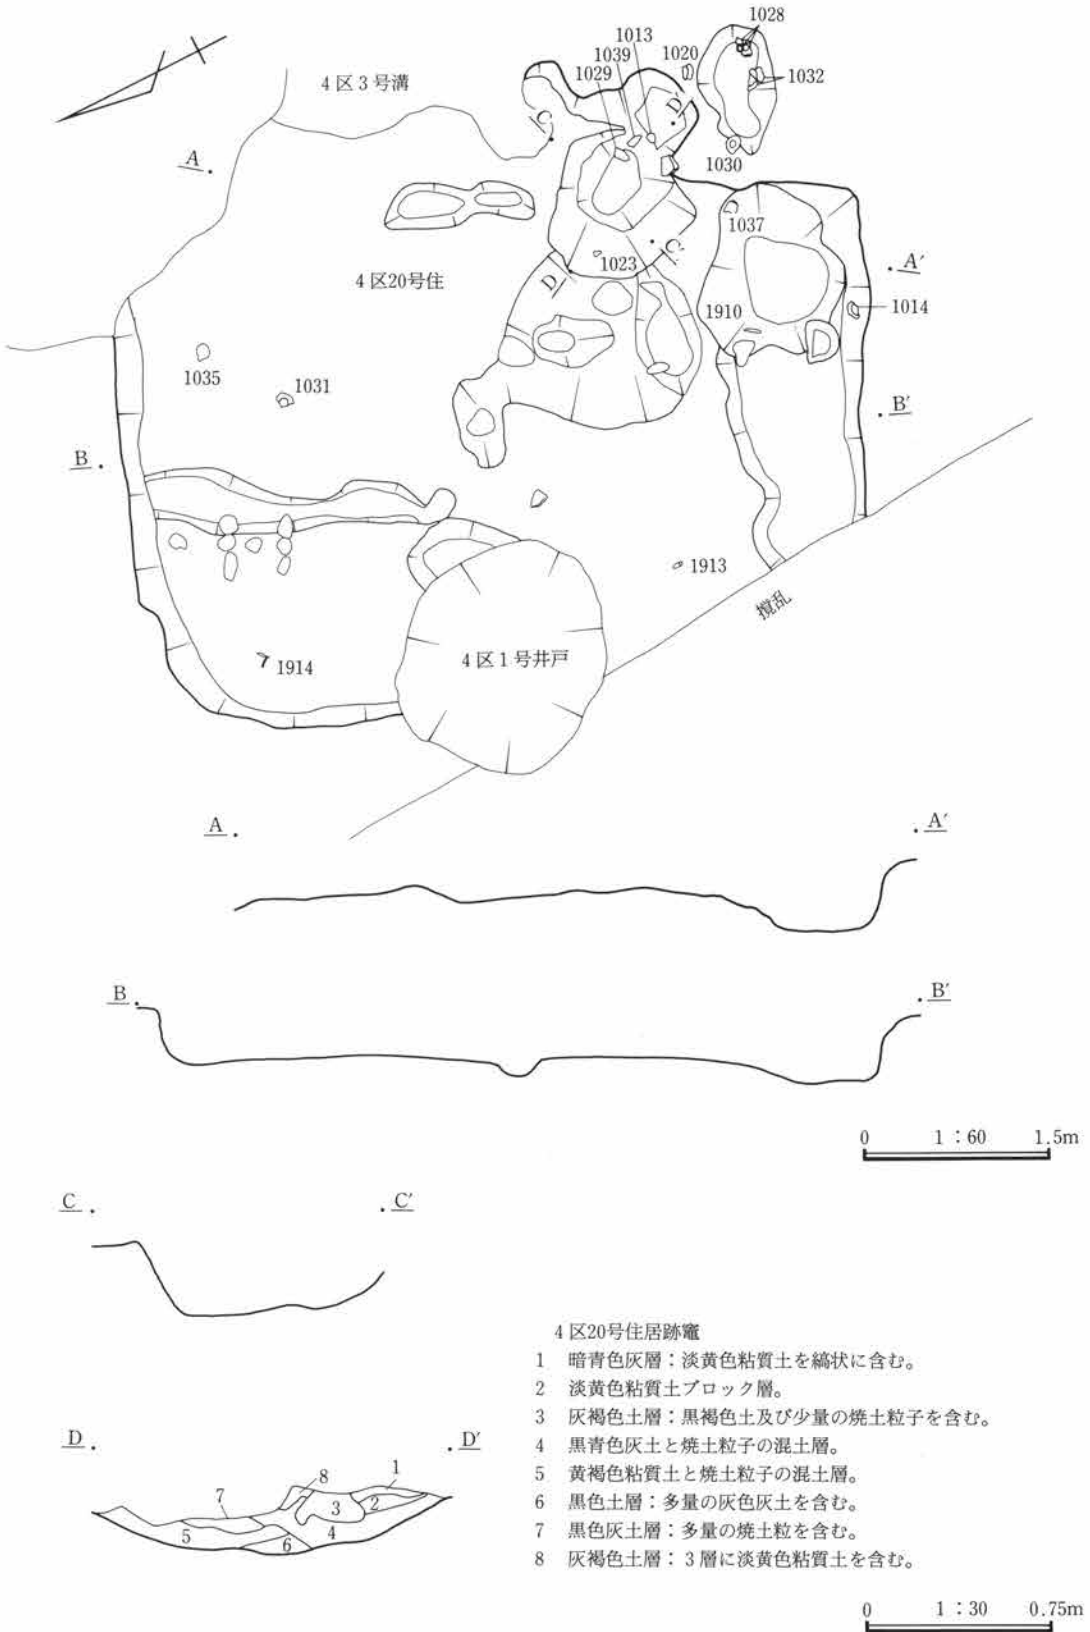 1028
1013
1039
1020
1029
1032
4区3号溝
C
D′
A
1030
1037
C′
4区20号住
1023
A′
D
1910
1014
1035
1031
B′
B
1913
攪乱
4区1号井戸
1914
A
A′
B
B′
0 1:60 1.5m
C
C′
4区20号住居跡竈
1 暗青色灰層:淡黄色粘質土を縞状に含む。
2 淡黄色粘質土ブロック層。
3 灰褐色土層:黒褐色土及び少量の焼土粒子を含む。
4 黒青色灰土と焼土粒子の混土層。
5 黄褐色粘質土と焼土粒子の混土層。
6 黒色土層:多量の灰色灰土を含む。
7 黒色灰土層:多量の焼土粒を含む。
8 灰褐色土層:3層に淡黄色粘質土を含む。
D
D′
8
1
7
3
2
5
4
6
0 1:30 0.75m